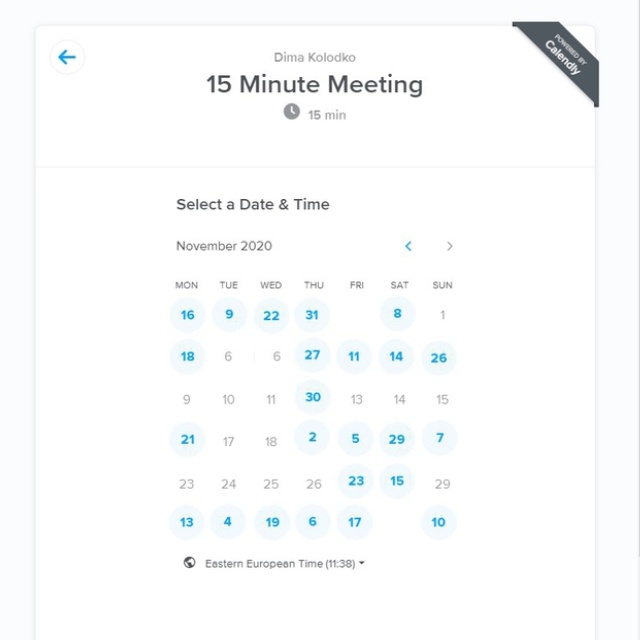 POWERED BY
Calendly
Dima Kolodko
15 Minute Meeting
15 min
Select a Date & Time
November 2020
MON TUE WED THU FRI SAT SUN
16 9 22 31 8 1
18 6 6 27 11 14 26
9 10 11 30 13 14 15
21 17 18 2 5 29 7
23 24 25 26 23 15 29
13 4 19 6 17 10
Eastern European Time (11:38)